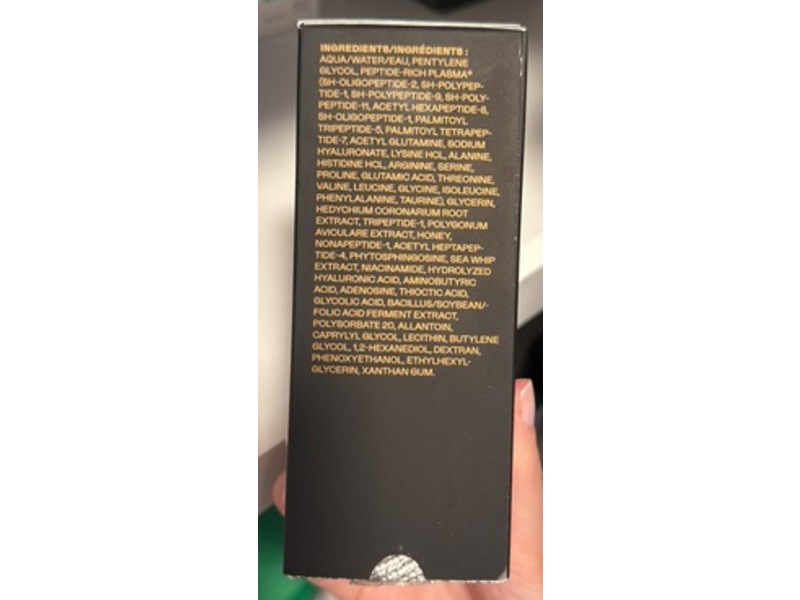 INGREDIENTS/INGRÉDIENTS :
AQUA/WATER/EAU, PENTYLENE
GLYCOL, PEPTIDE-RICH PLASMA®
(SH-OLIGOPEPTIDE-2, SH-POLYPEP-
TIDE-1, SH-POLYPEPTIDE-9, SH-POLY-
PEPTIDE-11, ACETYL HEXAPEPTIDE-8,
SH-OLIGOPEPTIDE-1, PALMITOYL
TRIPEPTIDE-5, PALMITOYL TETRAPEP-
TIDE-7, ACETYL GLUTAMINE, SODIUM
HYALURONATE, LYSINE HCL, ALANINE,
HISTIDINE HCL, ARGININE, SERINE,
PROLINE, GLUTAMIC ACID, THREONINE,
VALINE, LEUCINE, GLYCINE, ISOLEUCINE,
PHENYLALANINE, TAURINE), GLYCERIN,
HEDYCHIUM CORONARIUM ROOT
EXTRACT, TRIPEPTIDE-1, POLYGONUM
AVICULARE EXTRACT, HONEY,
NONAPEPTIDE-1, ACETYL HEPTAPEP-
TIDE-4, PHYTOSPHINGOSINE, SEA WHIP
EXTRACT, NIACINAMIDE, HYDROLYZED
HYALURONIC ACID, AMINOBUTYRIC
ACID, ADENOSINE, THIOCTIC ACID,
GLYCOLIC ACID, BACILLUS/SOYBEAN/-
FOLIC ACID FERMENT EXTRACT,
POLYSORBATE 20, ALLANTOIN,
CAPRYLYL GLYCOL, LECITHIN, BUTYLENE
GLYCOL, 1,2-HEXANEDIOL, DEXTRAN,
PHENOXYETHANOL, ETHYLHEXYL-
GLYCERIN, XANTHAN GUM.